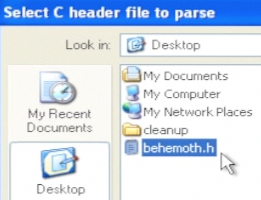 Select C header file to parse
Look in: Desktop
My Recent
Documents
Desktop
My Documents
My Computer
My Network Places
cleanup
behemoth.h